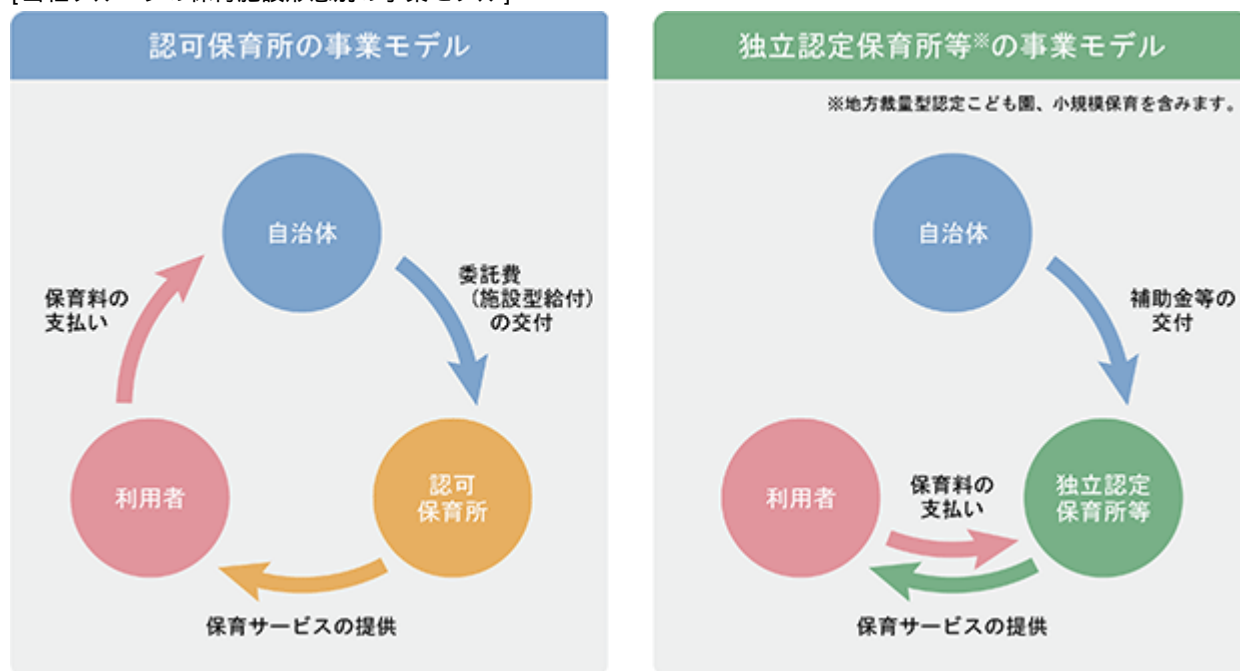 認可保育所の事業モデル
自治体
保育料の
支払い
委託費
(施設型給付)
の交付
利用者
認可
保育所
保育サービスの提供
独立認定保育所等※の事業モデル
※地方裁量型認定こども園、小規模保育を含みます。
自治体
補助金等の
交付
利用者
保育料の
支払い
独立認定
保育所等
保育サービスの提供